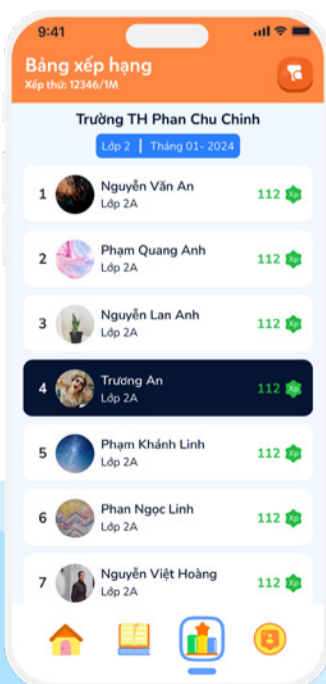 9:41
Bảng xếp hạng
Xếp thứ: 12346/1M
Trường TH Phan Chu Chinh
Lớp 2 | Tháng 01- 2024
1 Nguyễn Văn An 112 Xp
Lớp 2A
2 Phạm Quang Anh 112 Xp
Lớp 2A
3 Nguyễn Lan Anh 112 Xp
Lớp 2A
4 Trương An 112 Xp
Lớp 2A
5 Phạm Khánh Linh 112 Xp
Lớp 2A
6 Phan Ngọc Linh 112 Xp
Lớp 2A
7 Nguyễn Việt Hoàng 112 Xp
Lớp 2A